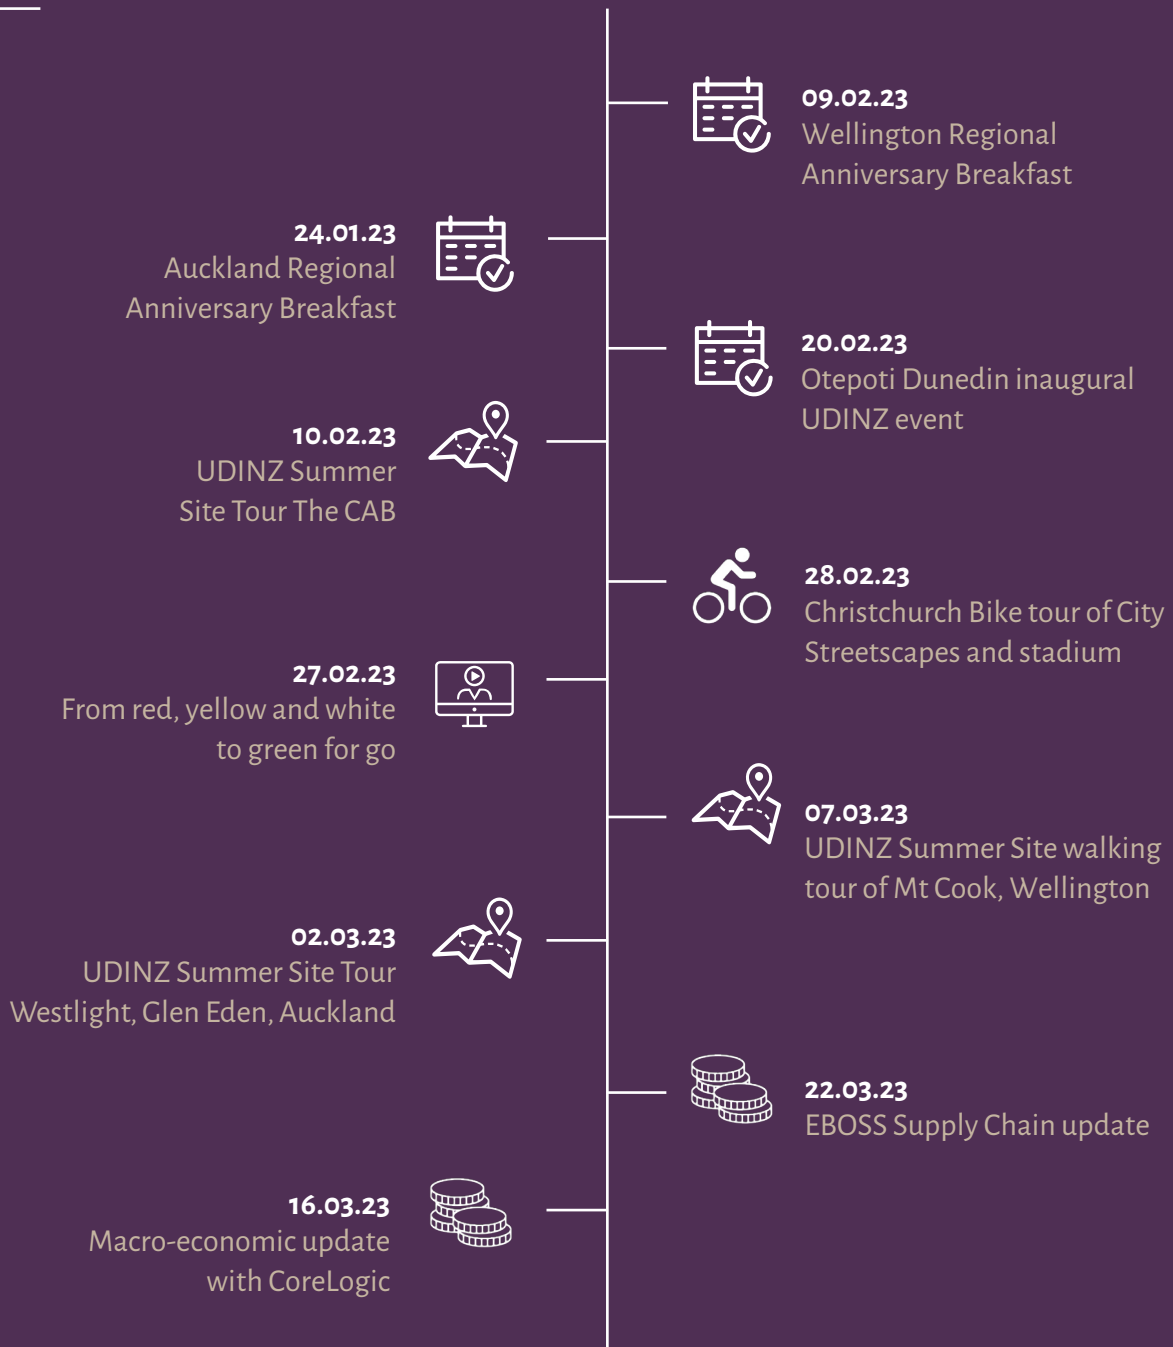 09.02.23
Wellington Regional
Anniversary Breakfast
24.01.23
Auckland Regional
Anniversary Breakfast
20.02.23
Otepoti Dunedin inaugural
UDINZ event
10.02.23
UDINZ Summer
Site Tour The CAB
28.02.23
Christchurch Bike tour of City
Streetscapes and stadium
27.02.23
From red, yellow and white
to green for go
07.03.23
UDINZ Summer Site walking
tour of Mt Cook, Wellington
02.03.23
UDINZ Summer Site Tour
Westlight, Glen Eden, Auckland
22.03.23
EBOSS Supply Chain update
16.03.23
Macro-economic update
with CoreLogic